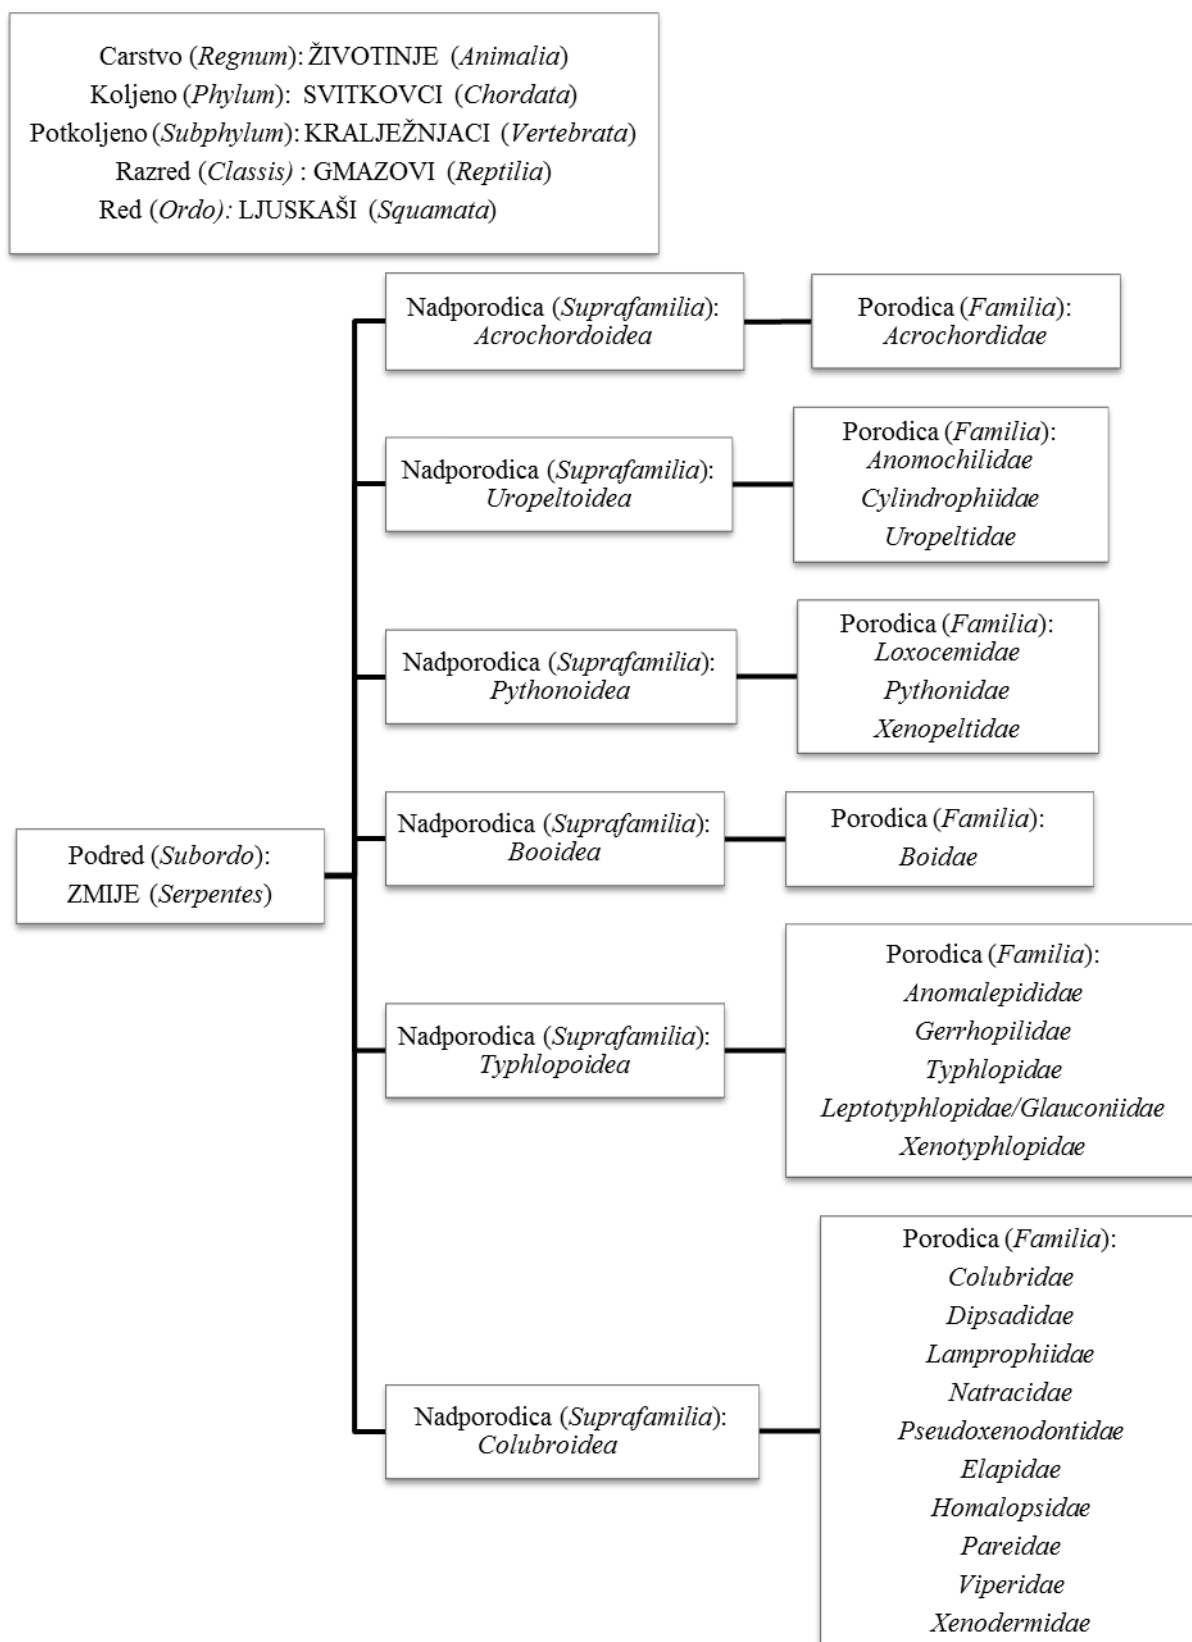 Carstvo (Regnum): ŽIVOTINJE (Animalia)
Koljeno (Phylum): SVITKOVCI (Chordata)
Potkoljeno (Subphylum): KRALJEŽNJACI (Vertebrata)
Razred (Classis) : GMAZOVI (Reptilia)
Red (Ordo): LJUSKAŠI (Squamata)
Podred (Subordo):
ZMIJE (Serpentes)
Nadporodica (Suprafamilia):
Acrochordoidea
Porodica (Familia):
Acrochordidae
Nadporodica (Suprafamilia):
Uropeltoidea
Porodica (Familia):
Anomochilidae
Cylindrophiidae
Uropeltidae
Nadporodica (Suprafamilia):
Pythonoidea
Porodica (Familia):
Loxocemidae
Pythonidae
Xenopeltidae
Nadporodica (Suprafamilia):
Booidea
Porodica (Familia):
Boidae
Nadporodica (Suprafamilia):
Typhlopoidea
Porodica (Familia):
Anomalepididae
Gerrhopilidae
Typhlopidae
Leptotyphlopidae/Glauconiidae
Xenotyphlopidae
Nadporodica (Suprafamilia):
Colubroidea
Porodica (Familia):
Colubridae
Dipsadidae
Lamprophiidae
Natracidae
Pseudoxenodontidae
Elapidae
Homalopsidae
Pareidae
Viperidae
Xenodermidae